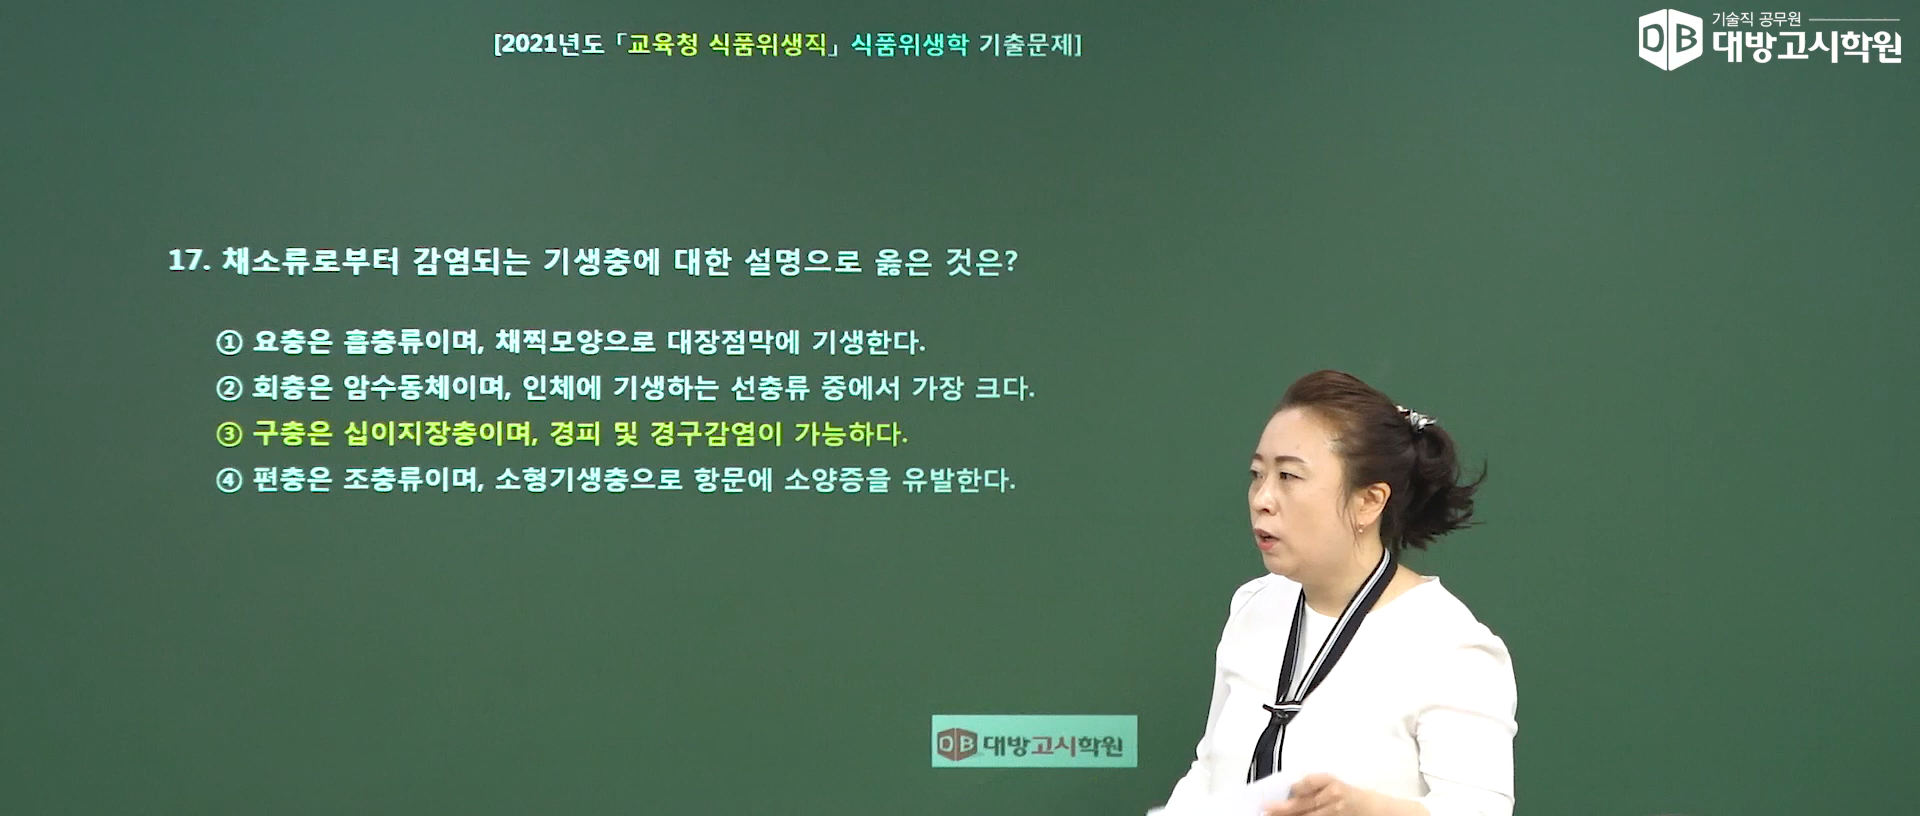 [2021년도 「교육청 식품위생직」 식품위생학 기출문제]
DB 기술직 공무원
대방고시학원
17. 채소류로부터 감염되는 기생충에 대한 설명으로 옳은 것은?
① 요충은 흡충류이며, 채찍모양으로 대장점막에 기생한다.
② 회충은 암수동체이며, 인체에 기생하는 선충류 중에서 가장 크다.
③ 구충은 십이지장충이며, 경피 및 경구감염이 가능하다.
④ 편충은 조충류이며, 소형기생충으로 항문에 소양증을 유발한다.
DB 대방고시학원